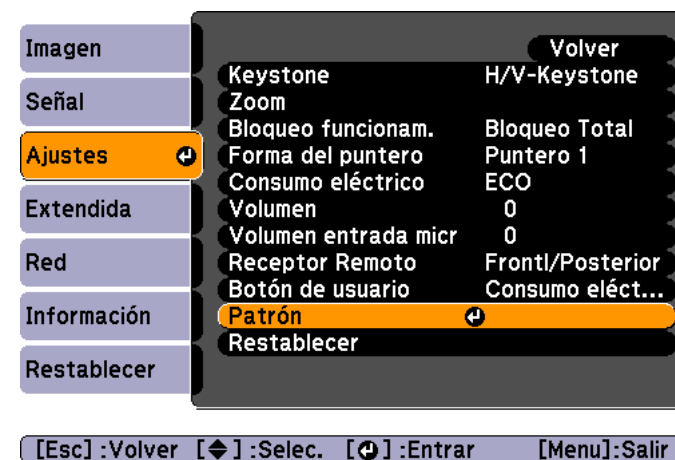 Imagen
Señal
Ajustes
Extendida
Red
Información
Restablecer
Volver
Keystone H/V-Keystone
Zoom
Bloqueo funcionam. Bloqueo Total
Forma del puntero Puntero 1
Consumo eléctrico ECO
Volumen 0
Volumen entrada micr 0
Receptor Remoto Frontl/Posterior
Botón de usuario Consumo eléct...
Patrón
Restablecer
[Esc] :Volver [◆] :Selec. [⏎] :Entrar [Menu]:Salir